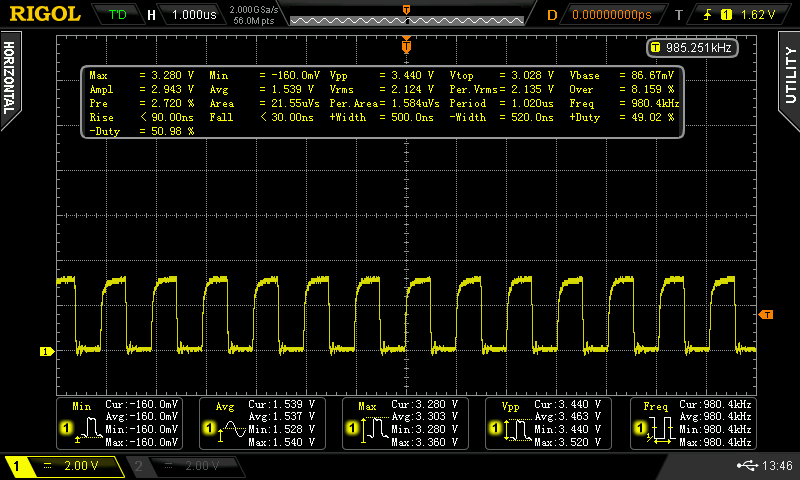 RIGOL T'D H 1.000us 2.000GSa/s 56.0M pts T D 0.00000000ps T 1 1.62 V
HORIZONTAL
UTILITY
T
T 985.251kHz
Max = 3.280 V Min = -160.0mV Vpp = 3.440 V Vtop = 3.028 V Vbase = 86.67mV
Ampl = 2.943 V Avg = 1.539 V Vrms = 2.124 V Per.Vrms= 2.135 V Over = 8.159 %
Pre = 2.720 % Area = 21.55uVs Per.Area= 1.584uVs Period = 1.020us Freq = 980.4kHz
Rise < 90.00ns Fall < 30.00ns +Width = 500.0ns -Width = 520.0ns +Duty = 49.02 %
-Duty = 50.98 %
T
1
Min Cur:-160.0mV Avg Cur:1.539 V Max Cur:3.280 V Vpp Cur:3.440 V Freq Cur:980.4kHz
Avg:-160.0mV Avg:1.537 V Avg:3.303 V Avg:3.463 V Avg:980.4kHz
1 Min:-160.0mV 1 Min:1.528 V 1 Min:3.280 V 1 Min:3.440 V 1 Min:980.4kHz
Max:-160.0mV Max:1.540 V Max:3.360 V Max:3.520 V Max:980.4kHz
1 2.00 V 2 2.00 V 13:46